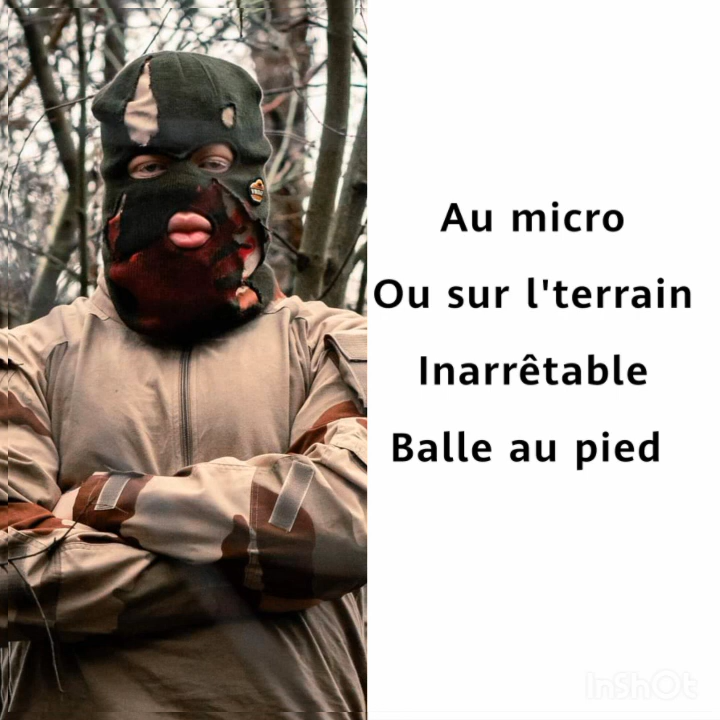 Au micro
Ou sur l'terrain
Inarrêtable
Balle au pied
InShOt